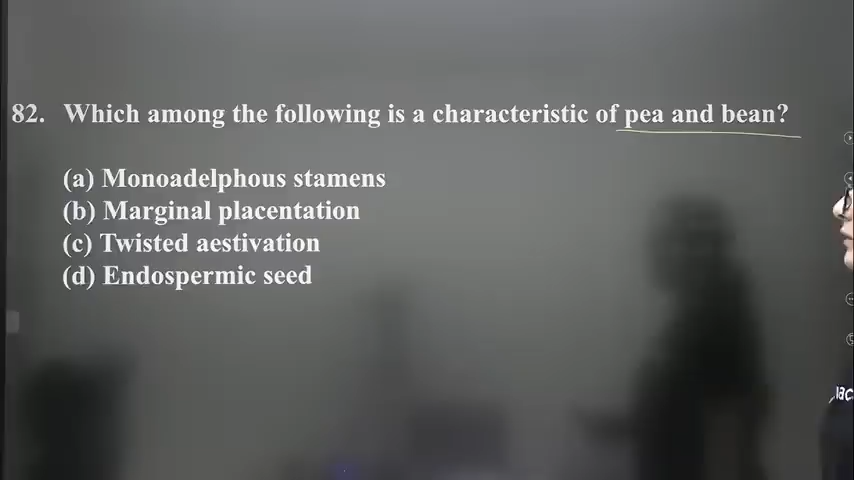 82. Which among the following is a characteristic of pea and bean?
(a) Monoadelphous stamens
(b) Marginal placentation
(c) Twisted aestivation
(d) Endospermic seed